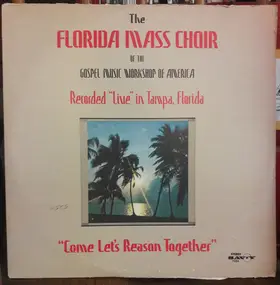 The
FLORIDA MASS CHOIR
OF THE
GOSPEL MUSIC WORKSHOP OF AMERICA
Recorded "Live" in Tampa, Florida
"Come Let's Reason Together"
SAVOY